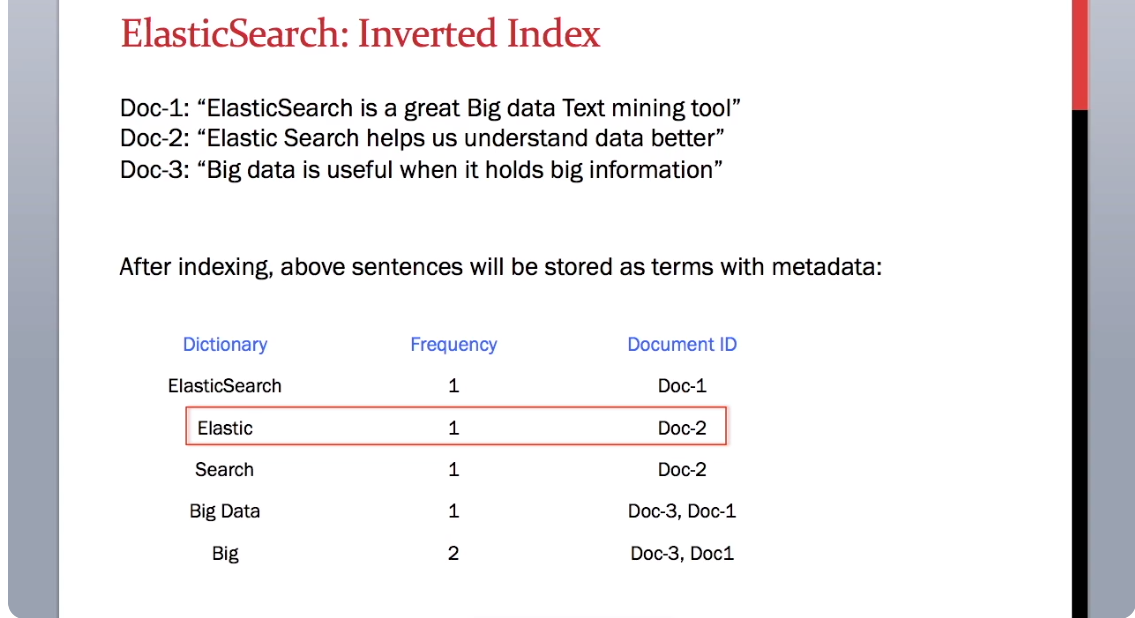 ElasticSearch: Inverted Index
Doc-1: “ElasticSearch is a great Big data Text mining tool”
Doc-2: “Elastic Search helps us understand data better”
Doc-3: “Big data is useful when it holds big information”
After indexing, above sentences will be stored as terms with metadata:
Dictionary Frequency Document ID
ElasticSearch 1 Doc-1
Elastic 1 Doc-2
Search 1 Doc-2
Big Data 1 Doc-3, Doc-1
Big 2 Doc-3, Doc1